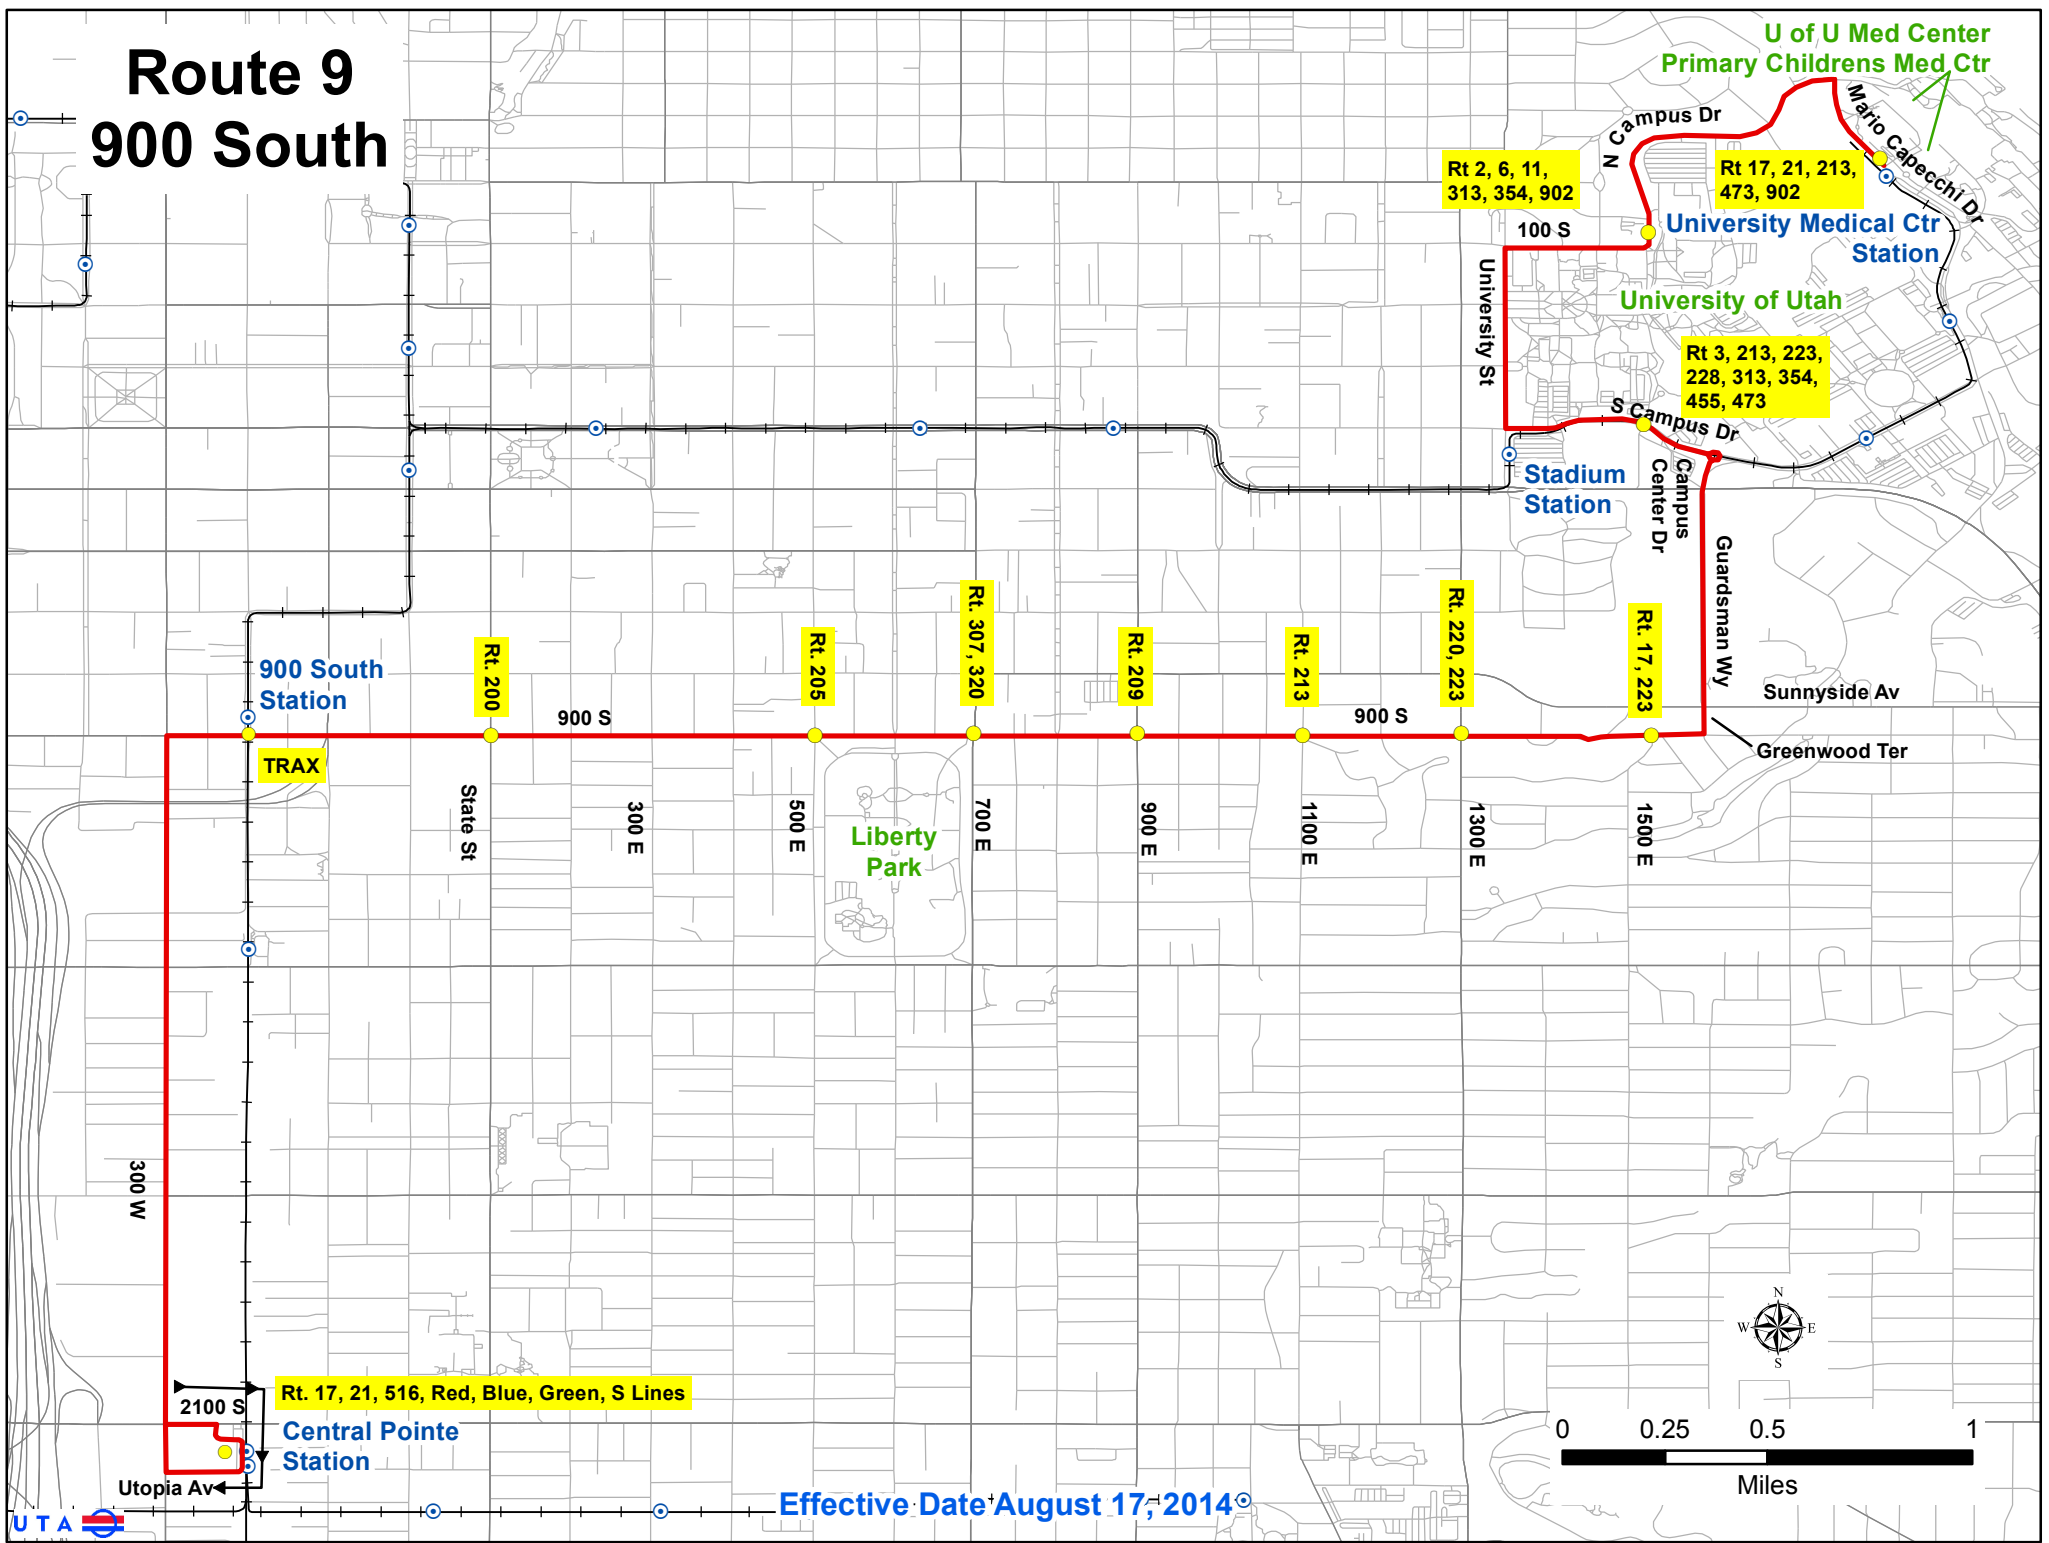 Route 9
900 South
U of U Med Center
Primary Childrens Med Ctr
N Campus Dr
Mario Capecchi Dr
Rt 2, 6, 11,
313, 354, 902
Rt 17, 21, 213,
473, 902
100 S
University Medical Ctr
Station
University St
University of Utah
Rt 3, 213, 223,
228, 313, 354,
455, 473
S Campus Dr
Stadium
Station
Campus
Center Dr
Guardsman Wy
900 South
Station
Rt. 200
Rt. 205
Rt. 307, 320
Rt. 209
Rt. 213
Rt. 220, 223
Rt. 17, 223
Sunnyside Av
900 S
900 S
Greenwood Ter
TRAX
State St
300 E
500 E
Liberty
Park
700 E
900 E
1100 E
1300 E
1500 E
300 W
N
W
E
S
Rt. 17, 21, 516, Red, Blue, Green, S Lines
2100 S
Central Pointe
Station
Utopia Av
0
0.25
0.5
1
Miles
Effective Date August 17, 2014
UTA